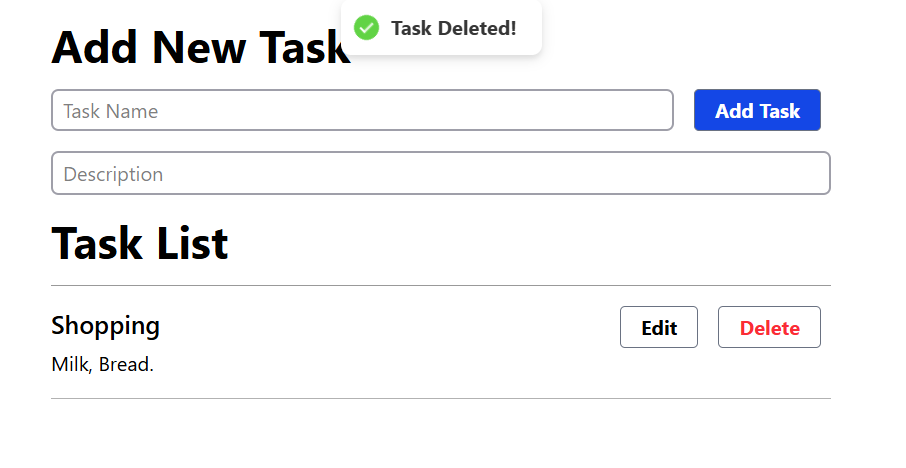 Task Deleted!
Add New Task
Task Name
Add Task
Description
Task List
Shopping
Edit
Delete
Milk, Bread.